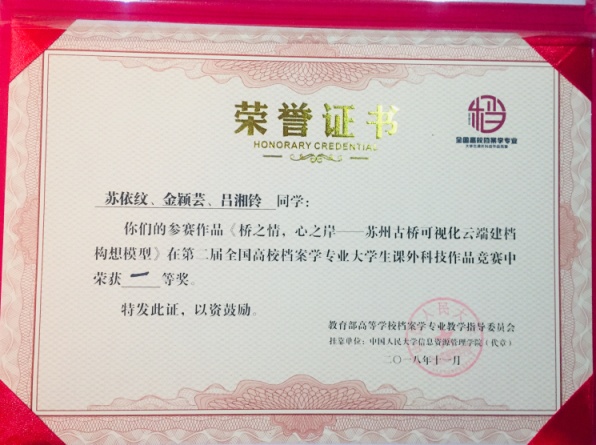 荣誉证书
HONORARY CREDENTIAL
档
全国高校档案学专业
苏依纹、金颖芸、吕湘铃 同学：
你们的参赛作品《桥之情，心之岸——苏州古桥可视化云端建档
构想模型》在第二届全国高校档案学专业大学生课外科技作品竞赛中
荣获 一 等奖。
特发此证，以资鼓励。
教育部高等学校档案学专业教学指导委员会
挂靠单位：中国人民大学信息资源管理学院（代章）
二〇一八年十一月